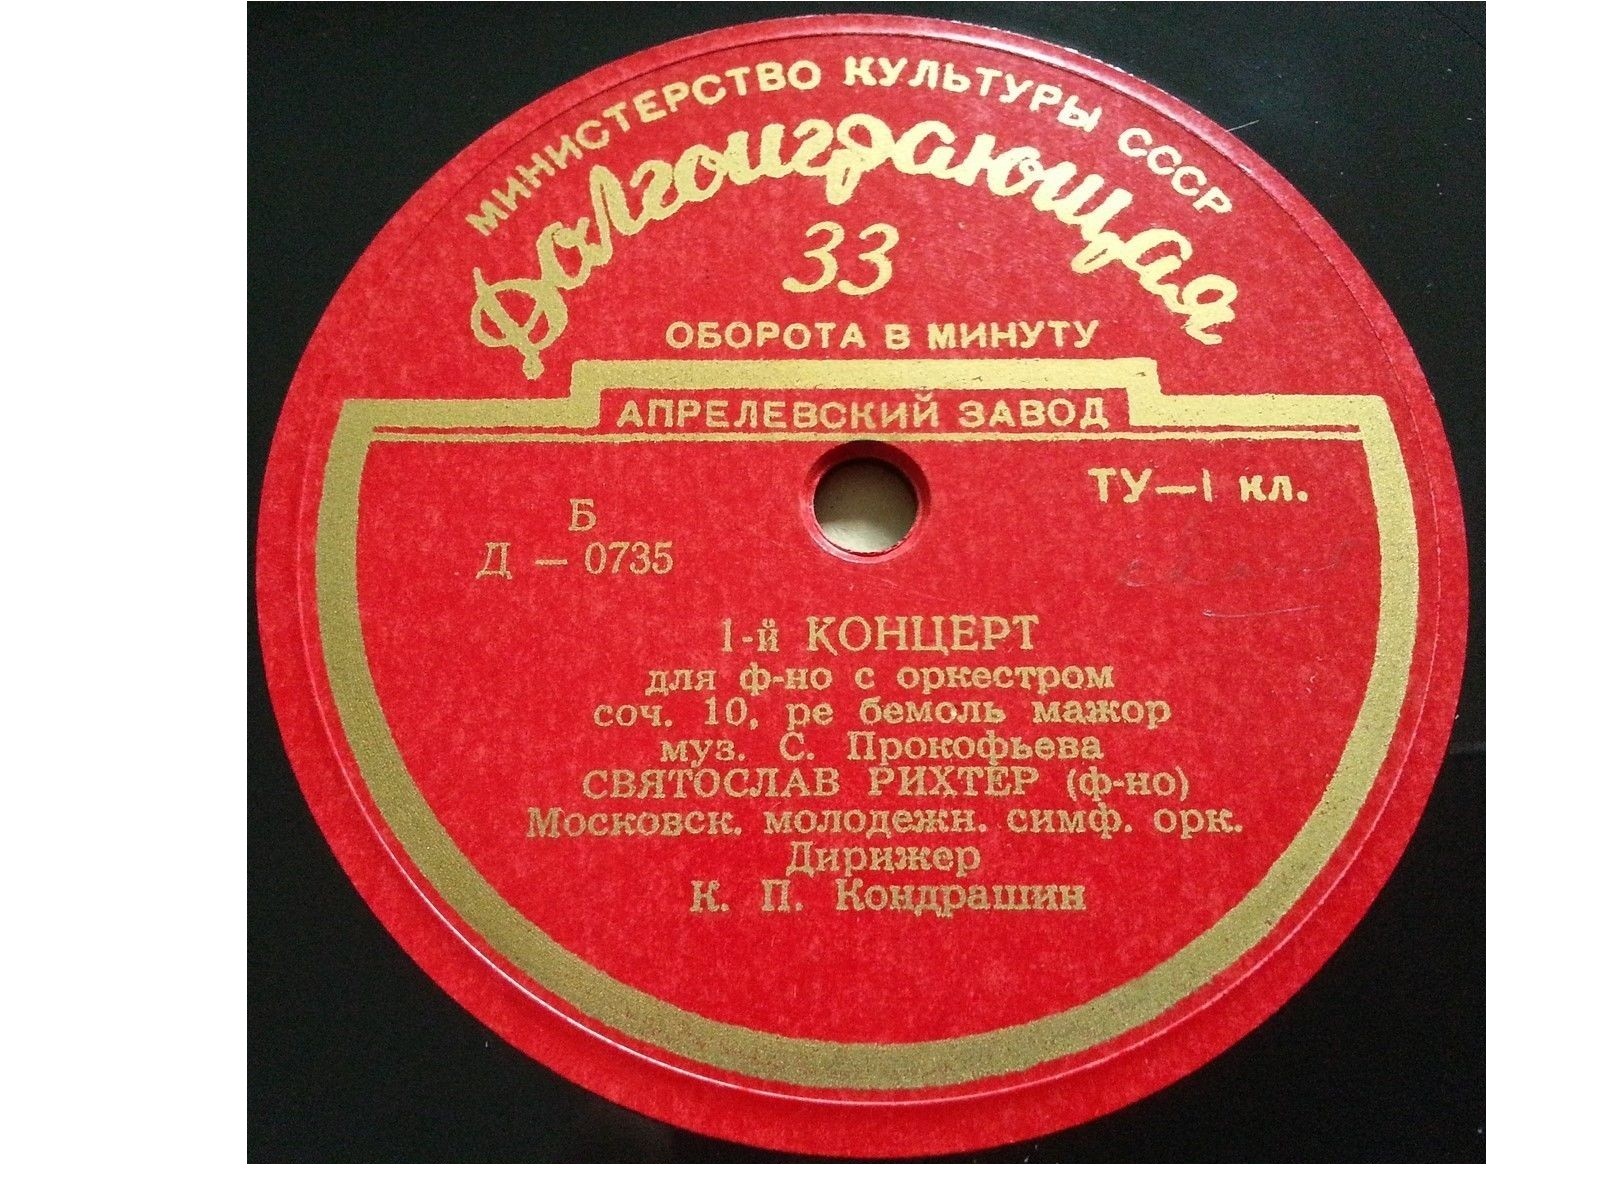 МИНИСТЕРСТВО КУЛЬТУРЫ СССР
Долгоиграющая
33
ОБОРОТА В МИНУТУ
АПРЕЛЕВСКИЙ ЗАВОД
ТУ—I кл.
Б
Д — 0735
1-й КОНЦЕРТ
для ф-но с оркестром
соч. 10, ре бемоль мажор
муз. С. Прокофьева
СВЯТОСЛАВ РИХТЕР (ф-но)
Московск. молодежн. симф. орк.
Дирижер
К. П. Кондрашин